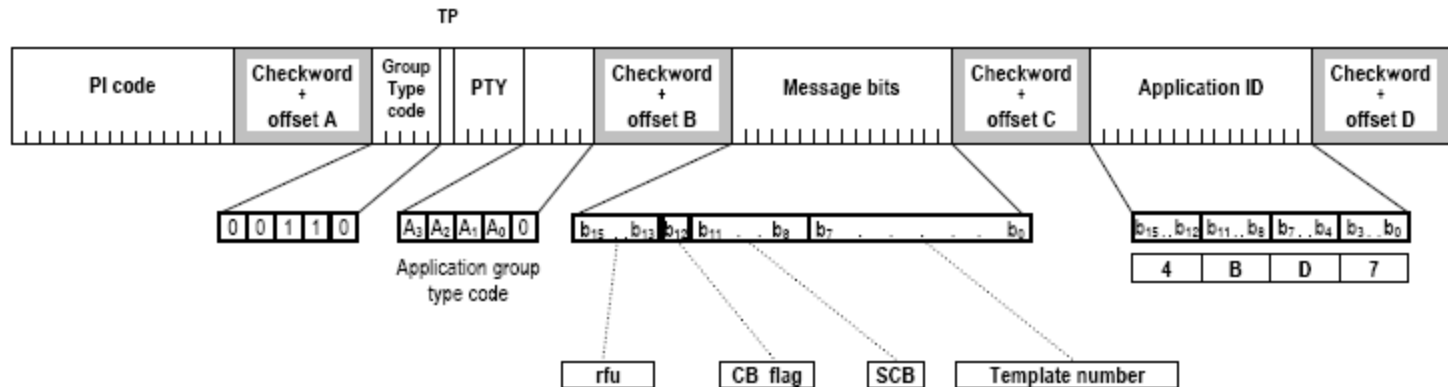 TP
PI code
Checkword
+
offset A
Group
Type
code
PTY
Checkword
+
offset B
Message bits
Checkword
+
offset C
Application ID
Checkword
+
offset D
0 0 1 1 0
A₃ A₂ A₁ A₀ 0
b₁₅ . . b₁₃ b₁₂ b₁₁ . . b₈ b₇ . . . . . b₀
b₁₅ . . b₁₂ b₁₁ . . b₈ b₇ . . b₄ b₃ . . b₀
4 B D 7
Application group
type code
rfu
CB flag
SCB
Template number